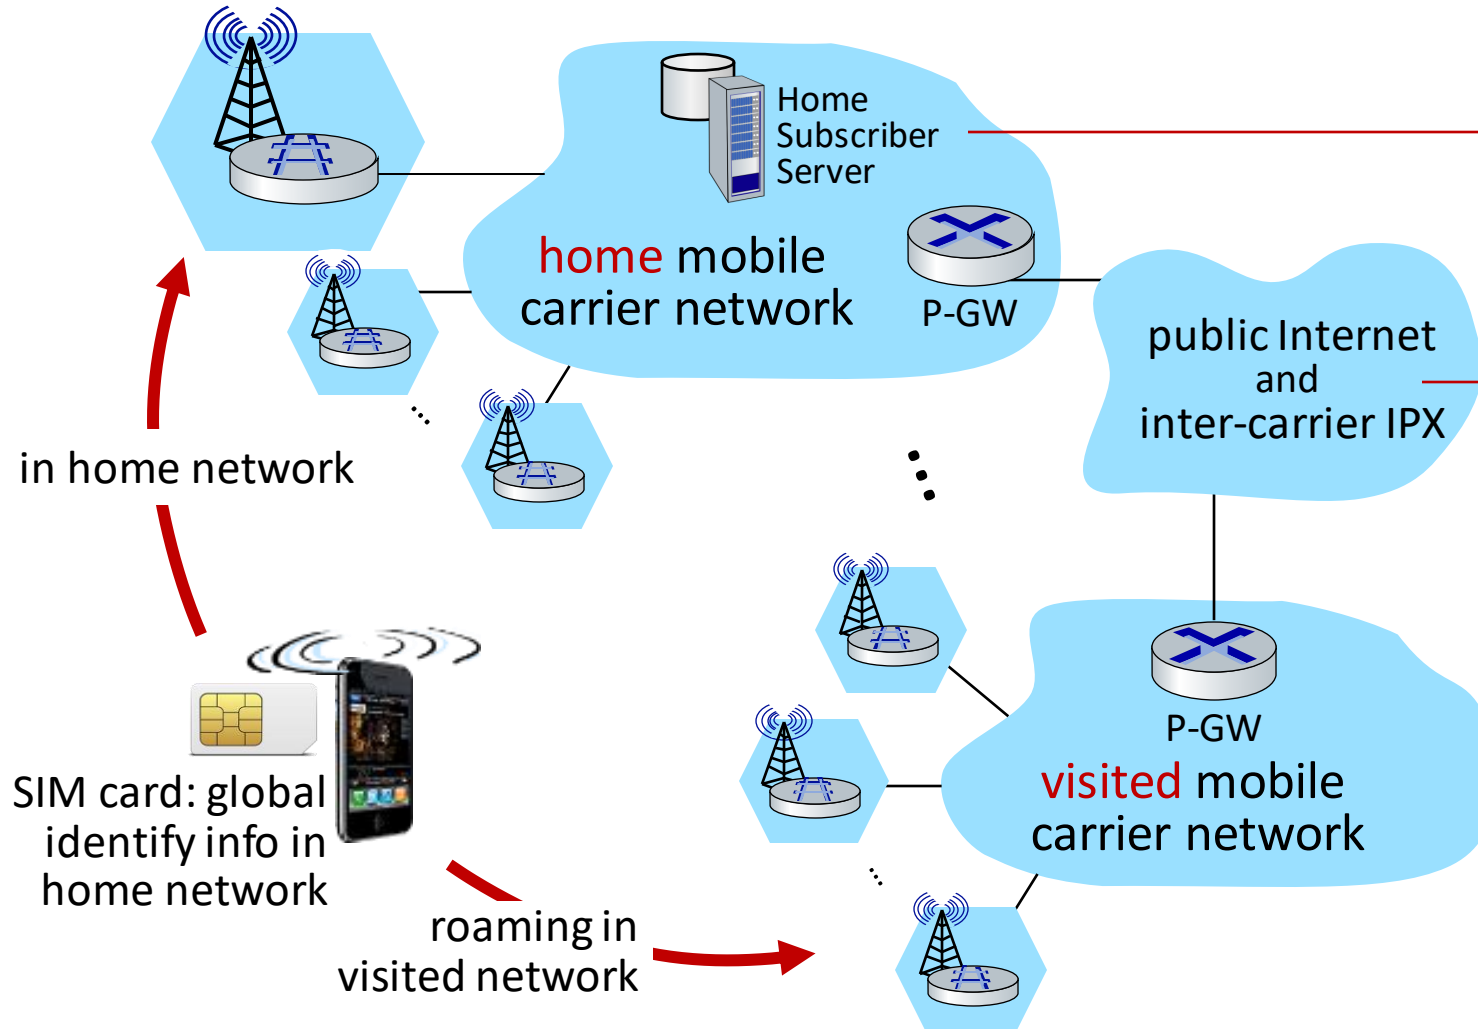 Home
Subscriber
Server
home mobile
carrier network
P-GW
public Internet
and
inter-carrier IPX
in home network
P-GW
visited mobile
carrier network
SIM card: global
identify info in
home network
roaming in
visited network